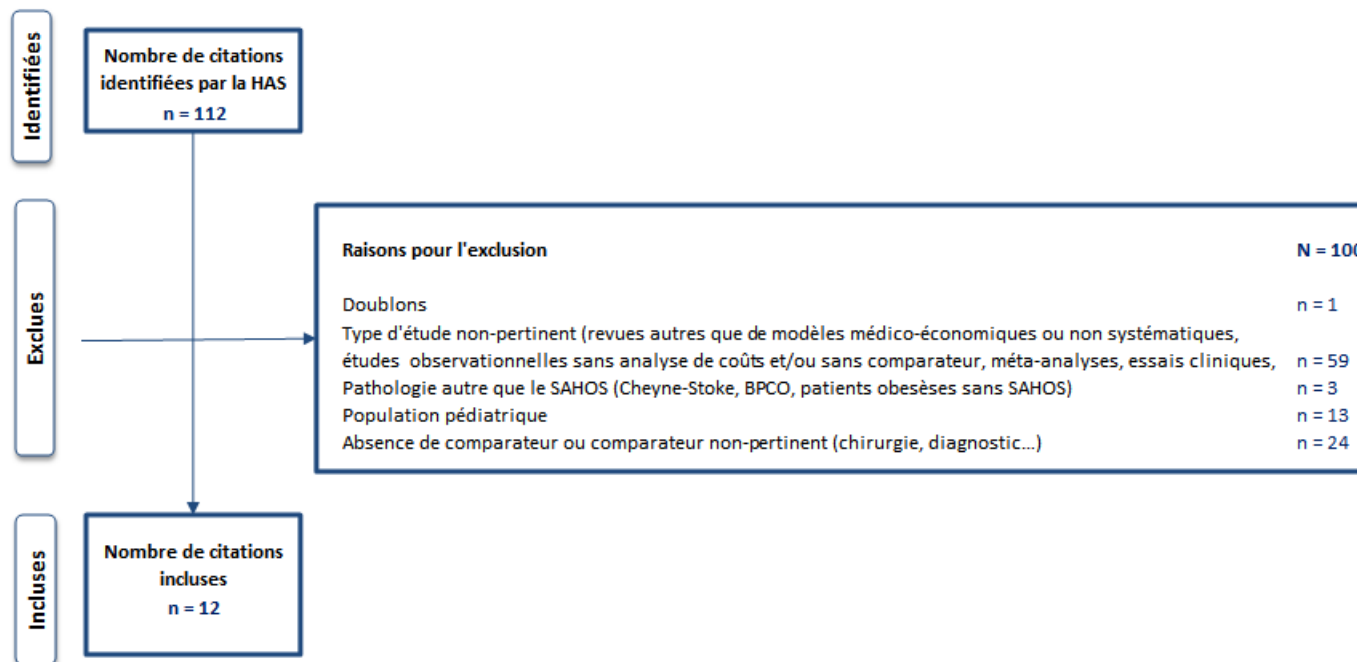 Identifiées
Nombre de citations
identifiées par la HAS
n = 112
Exclues
Raisons pour l'exclusion N = 100
Doublons n = 1
Type d'étude non-pertinent (revues autres que de modèles médico-économiques ou non systématiques,
études observationnelles sans analyse de coûts et/ou sans comparateur, méta-analyses, essais cliniques, n = 59
Pathologie autre que le SAHOS (Cheyne-Stoke, BPCO, patients obesèses sans SAHOS) n = 3
Population pédiatrique n = 13
Absence de comparateur ou comparateur non-pertinent (chirurgie, diagnostic...) n = 24
Incluses
Nombre de citations
incluses
n = 12